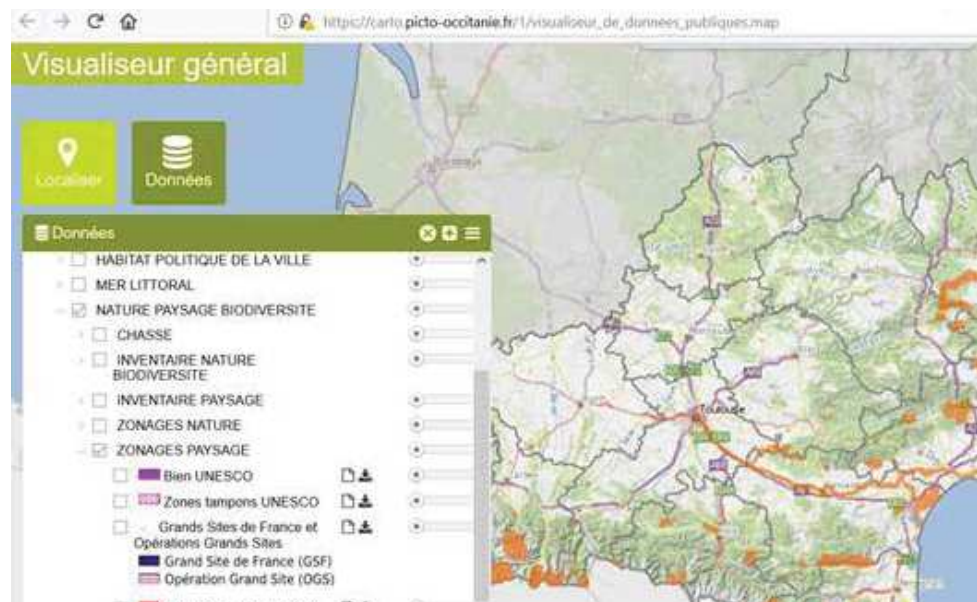 https://carto.picto-occitanie.fr/1/visualiseur_de_donnees_publiques.map
Visualiseur général
Localiser
Données
Données
HABITAT POLITIQUE DE LA VILLE
MER LITTORAL
NATURE PAYSAGE BIODIVERSITE
CHASSE
INVENTAIRE NATURE
BIODIVERSITE
INVENTAIRE PAYSAGE
ZONAGES NATURE
ZONAGES PAYSAGE
Bien UNESCO
Zones tampons UNESCO
Grands Sites de France et
Opérations Grands Sites
Grand Site de France (GSF)
Opération Grand Site (OGS)
Toulouse